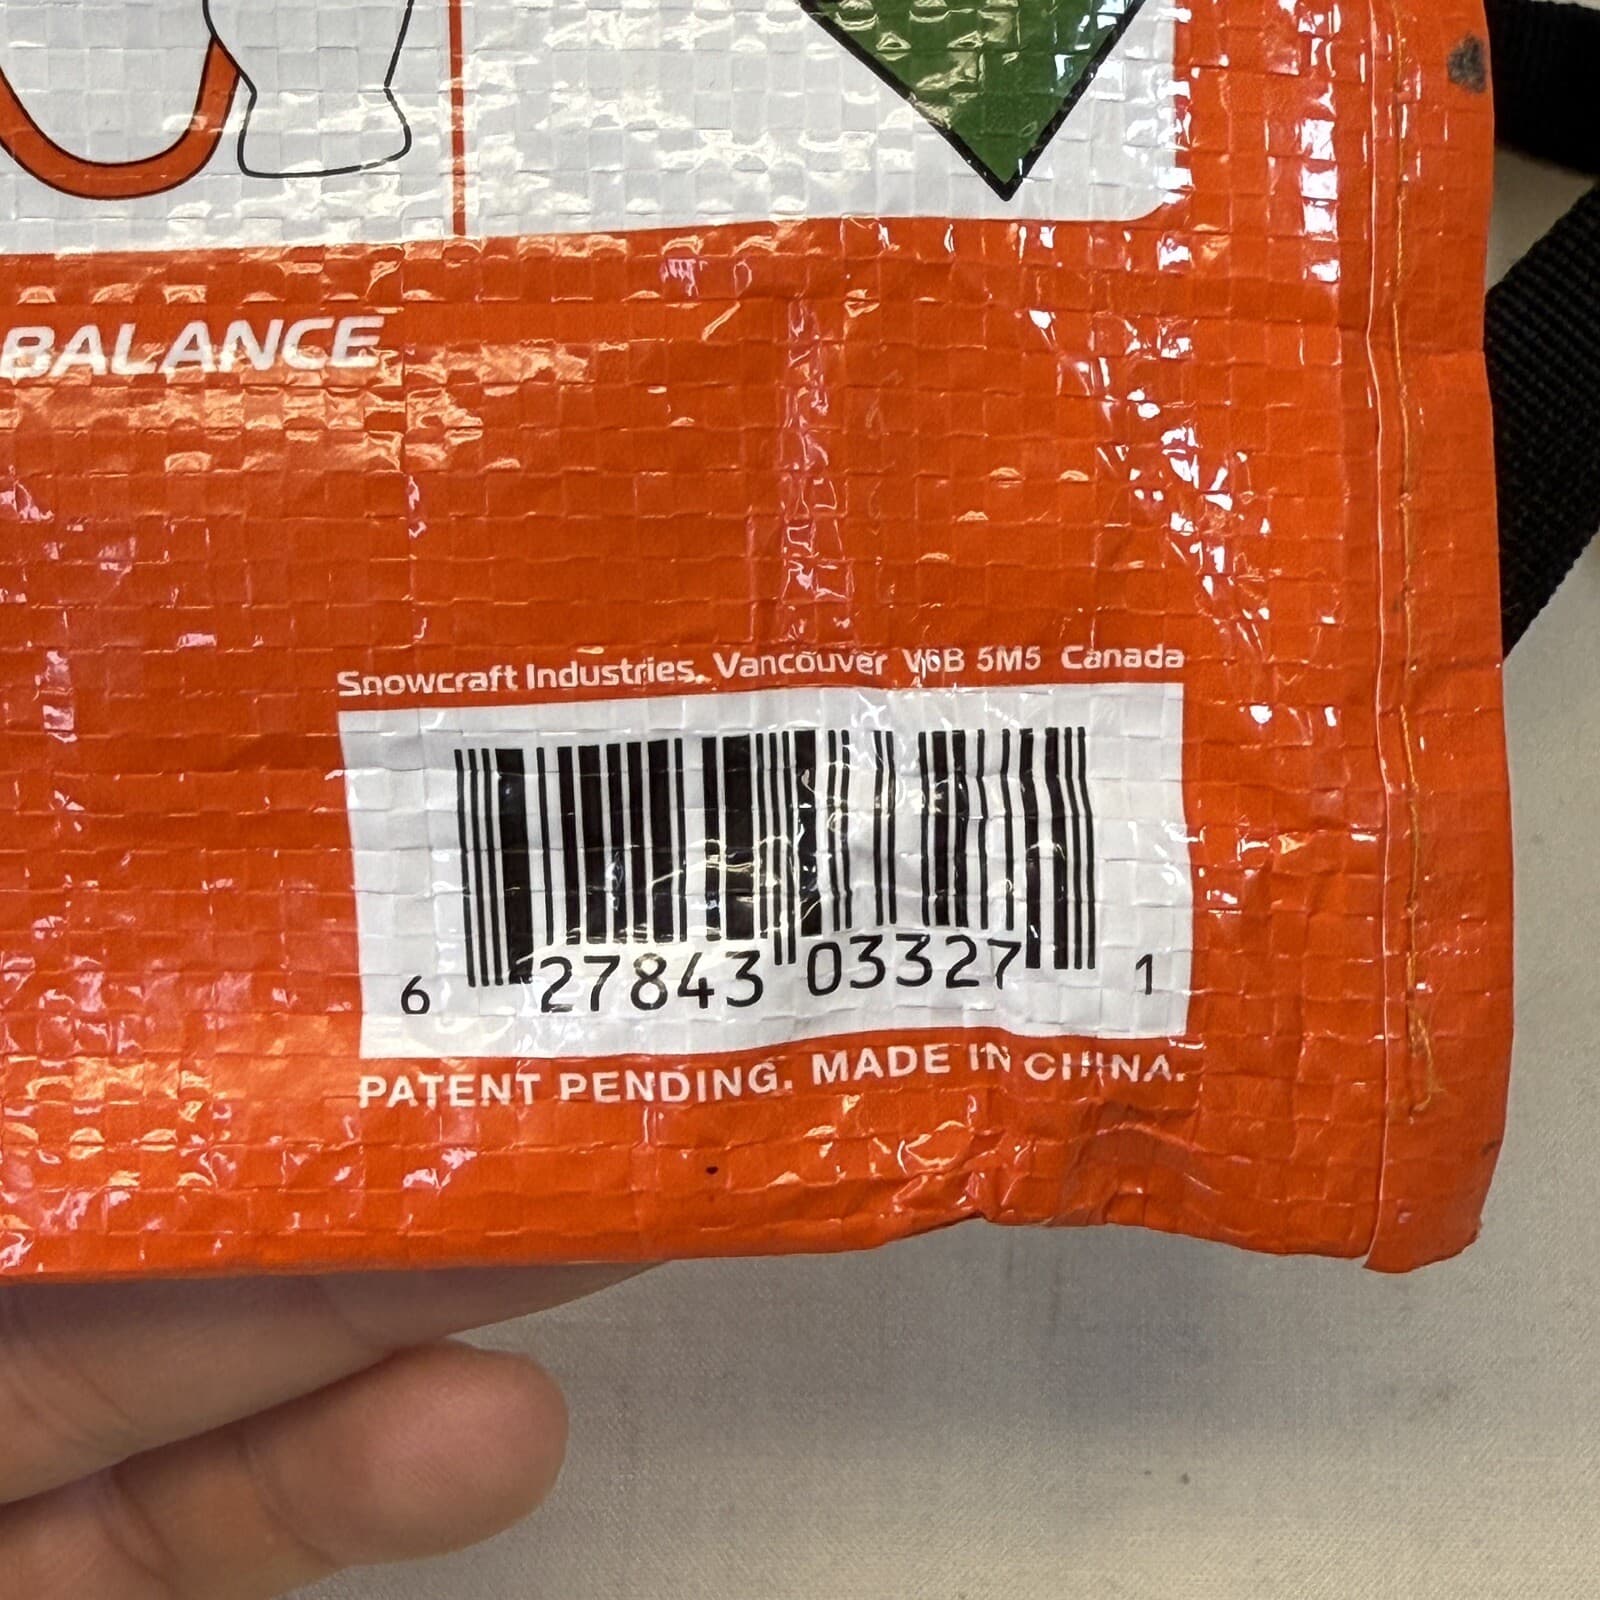 BALANCE
Snowcraft Industries, Vancouver V6B 5M5 Canada
6 27843 03327 1
PATENT PENDING. MADE IN CHINA.